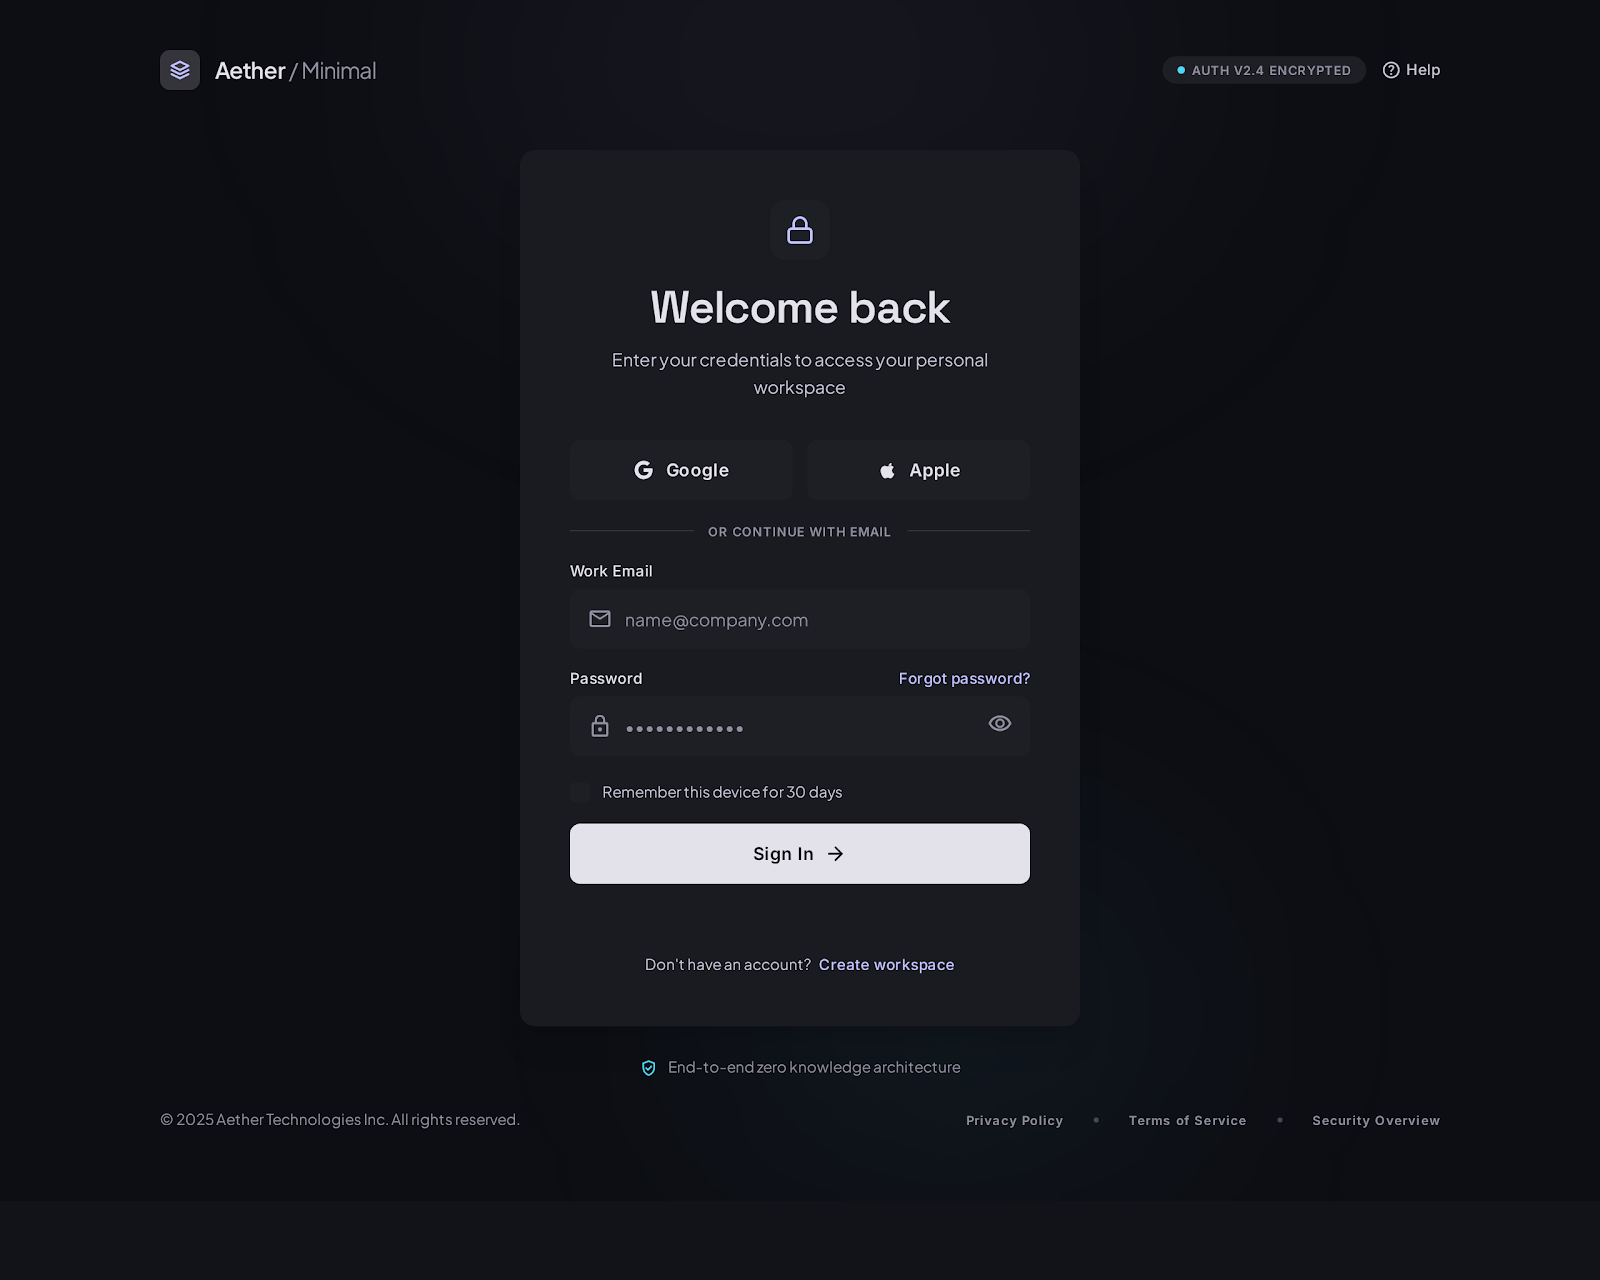 Aether / Minimal
AUTH V2.4 ENCRYPTED
Help
Welcome back
Enter your credentials to access your personal
workspace
Google
Apple
OR CONTINUE WITH EMAIL
Work Email
name@company.com
Password
Forgot password?
••••••••••••
Remember this device for 30 days
Sign In →
Don't have an account? Create workspace
End-to-end zero knowledge architecture
© 2025 Aether Technologies Inc. All rights reserved.
Privacy Policy • Terms of Service • Security Overview